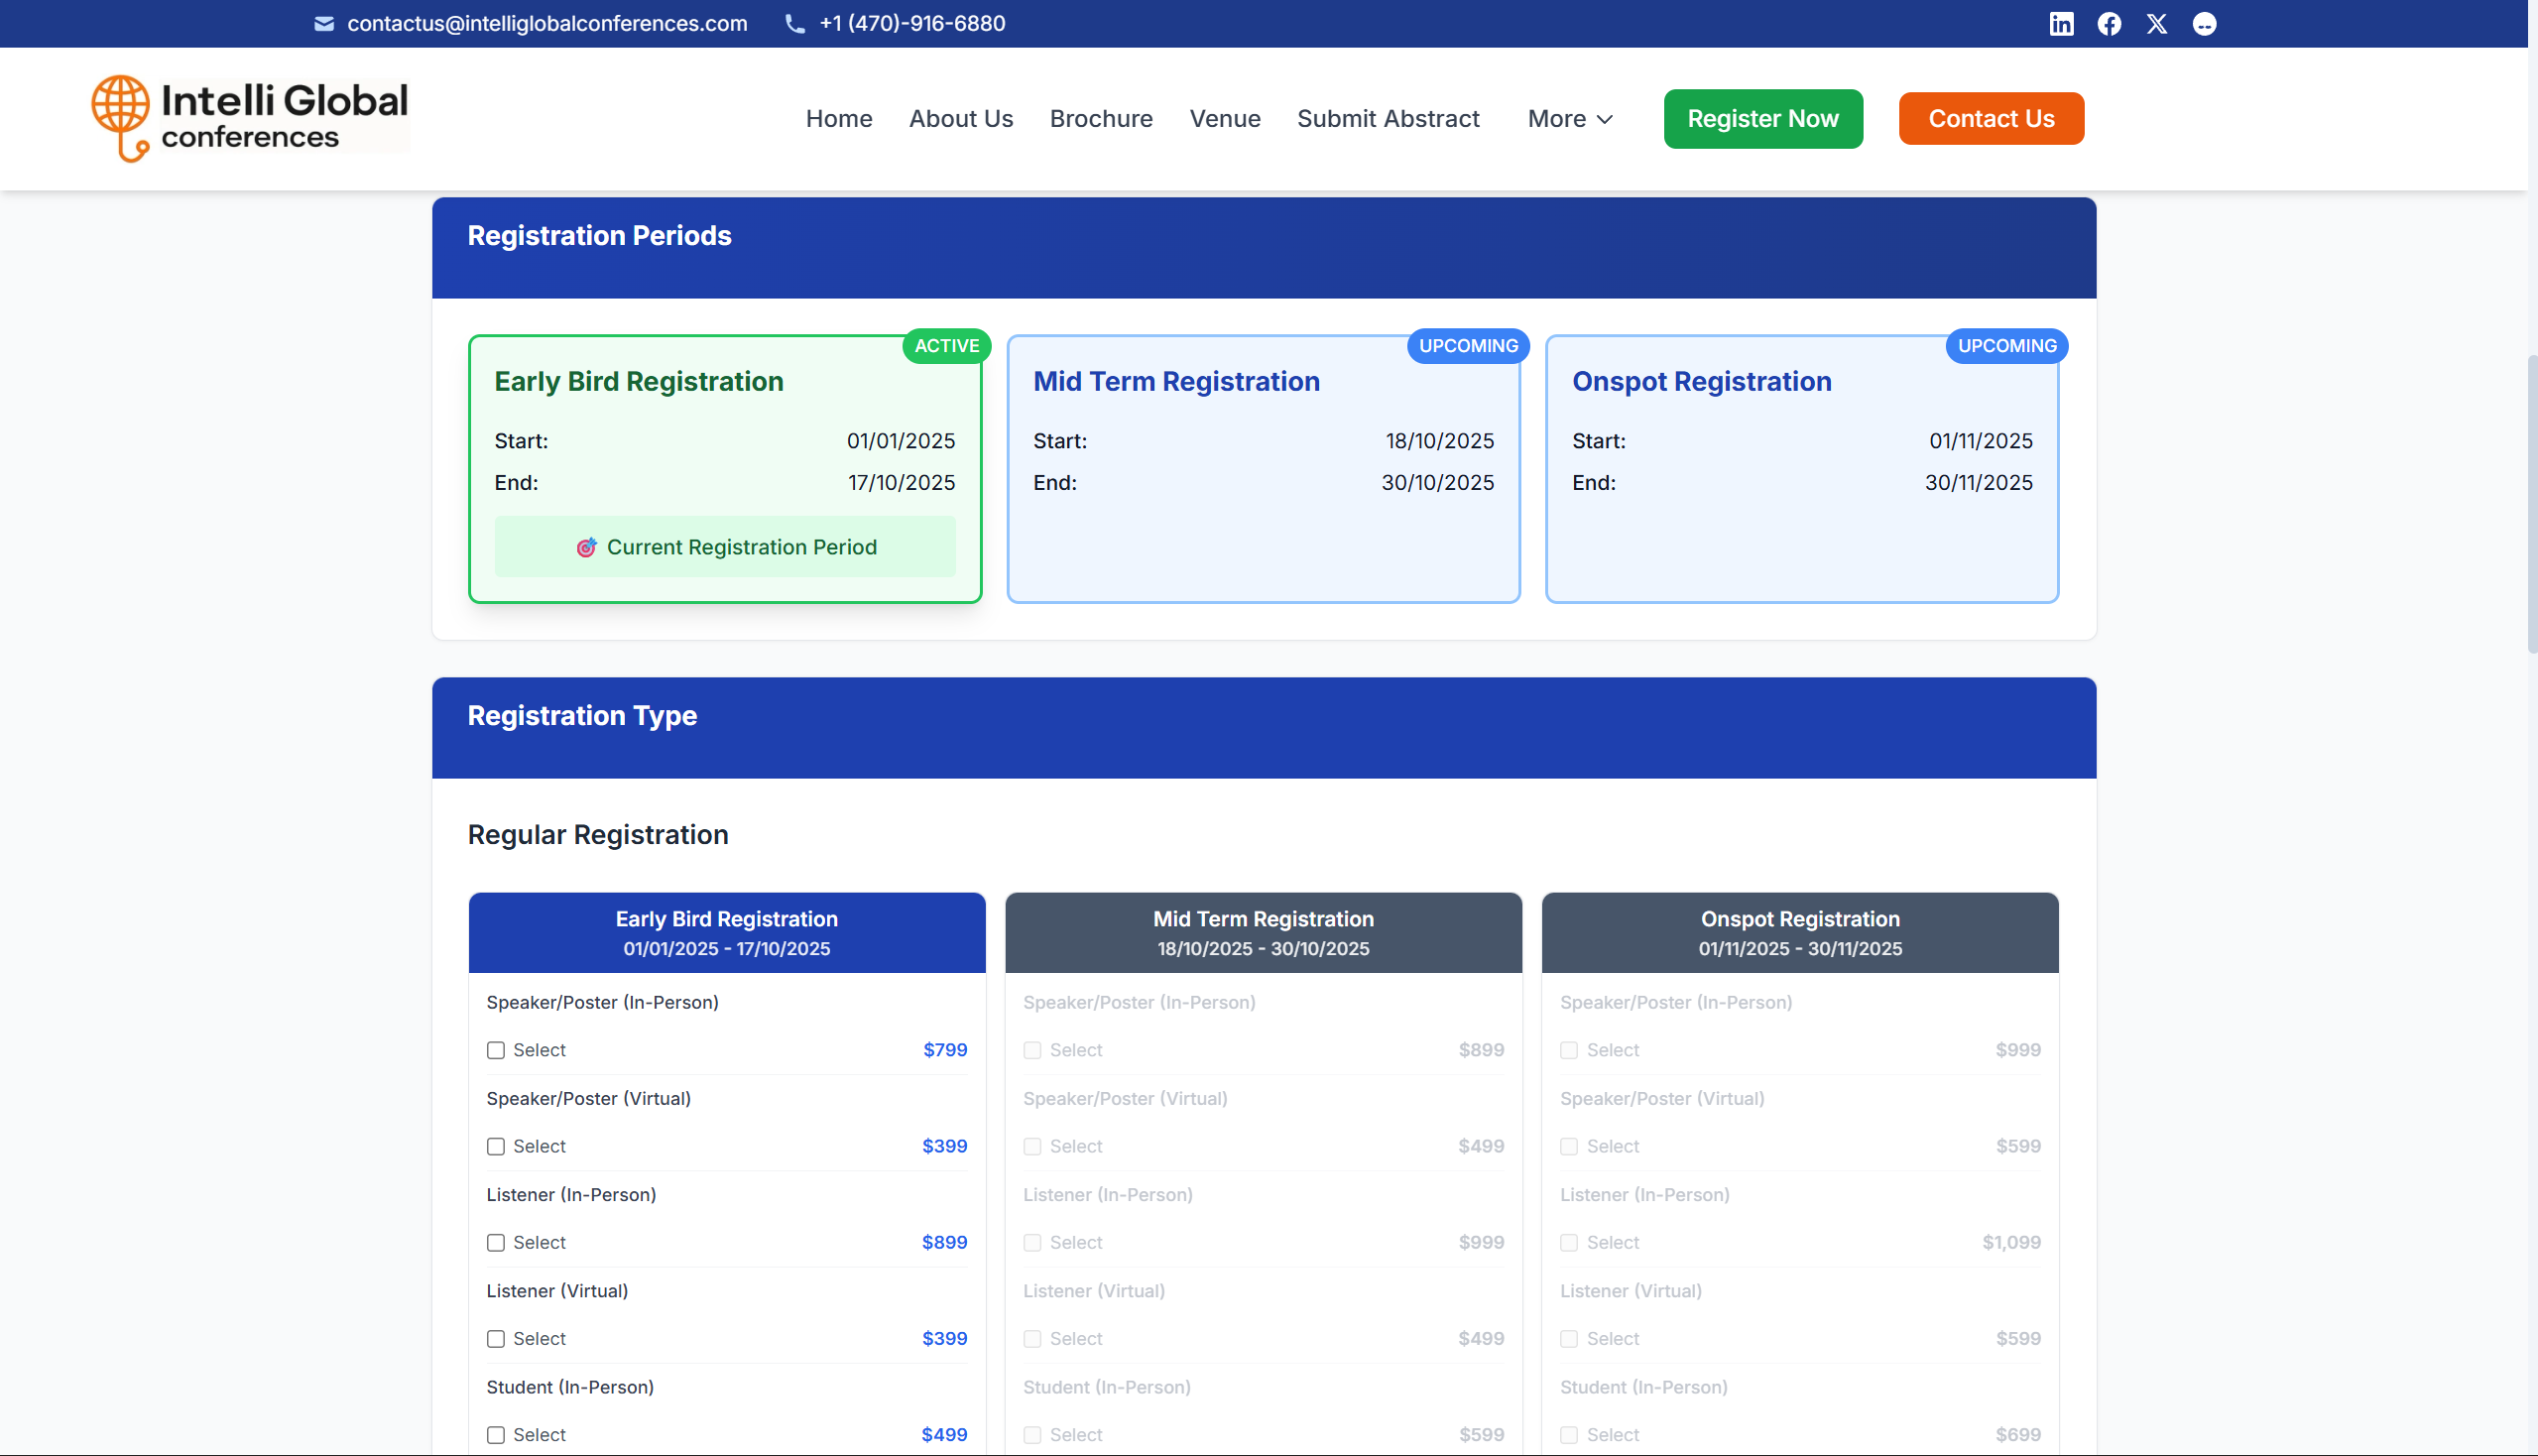 contactus@intelliglobalconferences.com +1 (470)-916-6880
Intelli Global
conferences
Home About Us Brochure Venue Submit Abstract More Register Now Contact Us
Registration Periods
ACTIVE
Early Bird Registration
Start: 01/01/2025
End: 17/10/2025
🎯 Current Registration Period
UPCOMING
Mid Term Registration
Start: 18/10/2025
End: 30/10/2025
UPCOMING
Onspot Registration
Start: 01/11/2025
End: 30/11/2025
Registration Type
Regular Registration
Early Bird Registration
01/01/2025 - 17/10/2025
Speaker/Poster (In-Person)
Select $799
Speaker/Poster (Virtual)
Select $399
Listener (In-Person)
Select $899
Listener (Virtual)
Select $399
Student (In-Person)
Select $499
Mid Term Registration
18/10/2025 - 30/10/2025
Speaker/Poster (In-Person)
Select $899
Speaker/Poster (Virtual)
Select $499
Listener (In-Person)
Select $999
Listener (Virtual)
Select $499
Student (In-Person)
Select $599
Onspot Registration
01/11/2025 - 30/11/2025
Speaker/Poster (In-Person)
Select $999
Speaker/Poster (Virtual)
Select $599
Listener (In-Person)
Select $1,099
Listener (Virtual)
Select $599
Student (In-Person)
Select $699